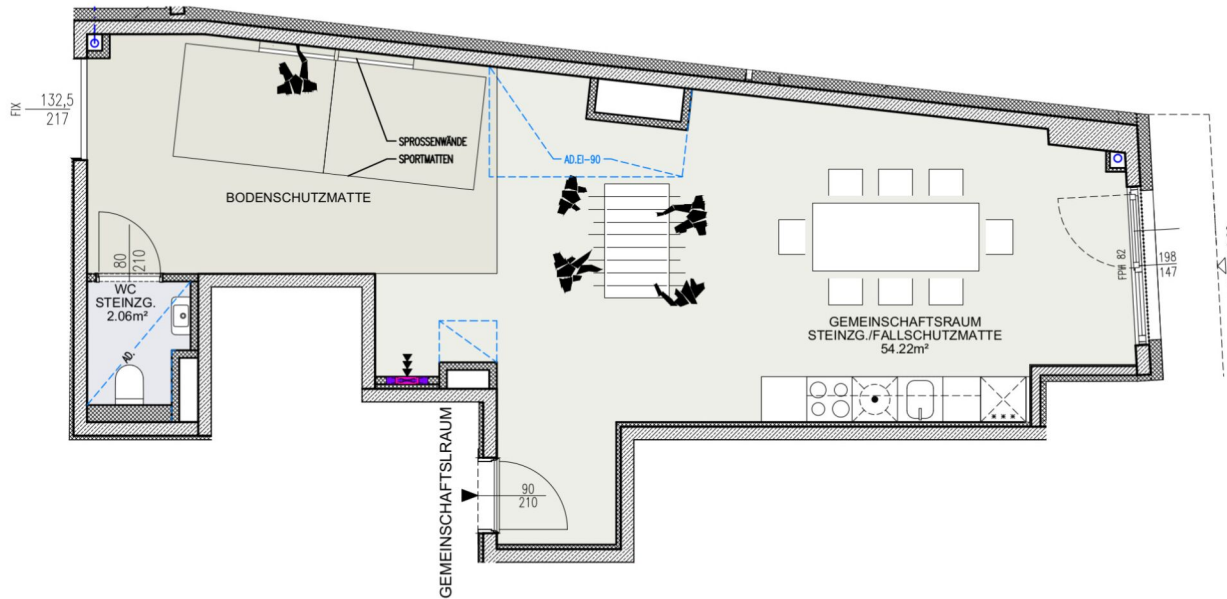 FIX
132,5
217
SPROSSENWÄNDE
SPORTMATTEN
AD.EI-90
BODENSCHUTZMATTE
80
210
WC
STEINZG.
2.06m²
AD.
GEMEINSCHAFTSRAUM
STEINZG./FALLSCHUTZMATTE
54.22m²
FPH 82
198
147
GEMEINSCHAFTSLRAUM
90
210